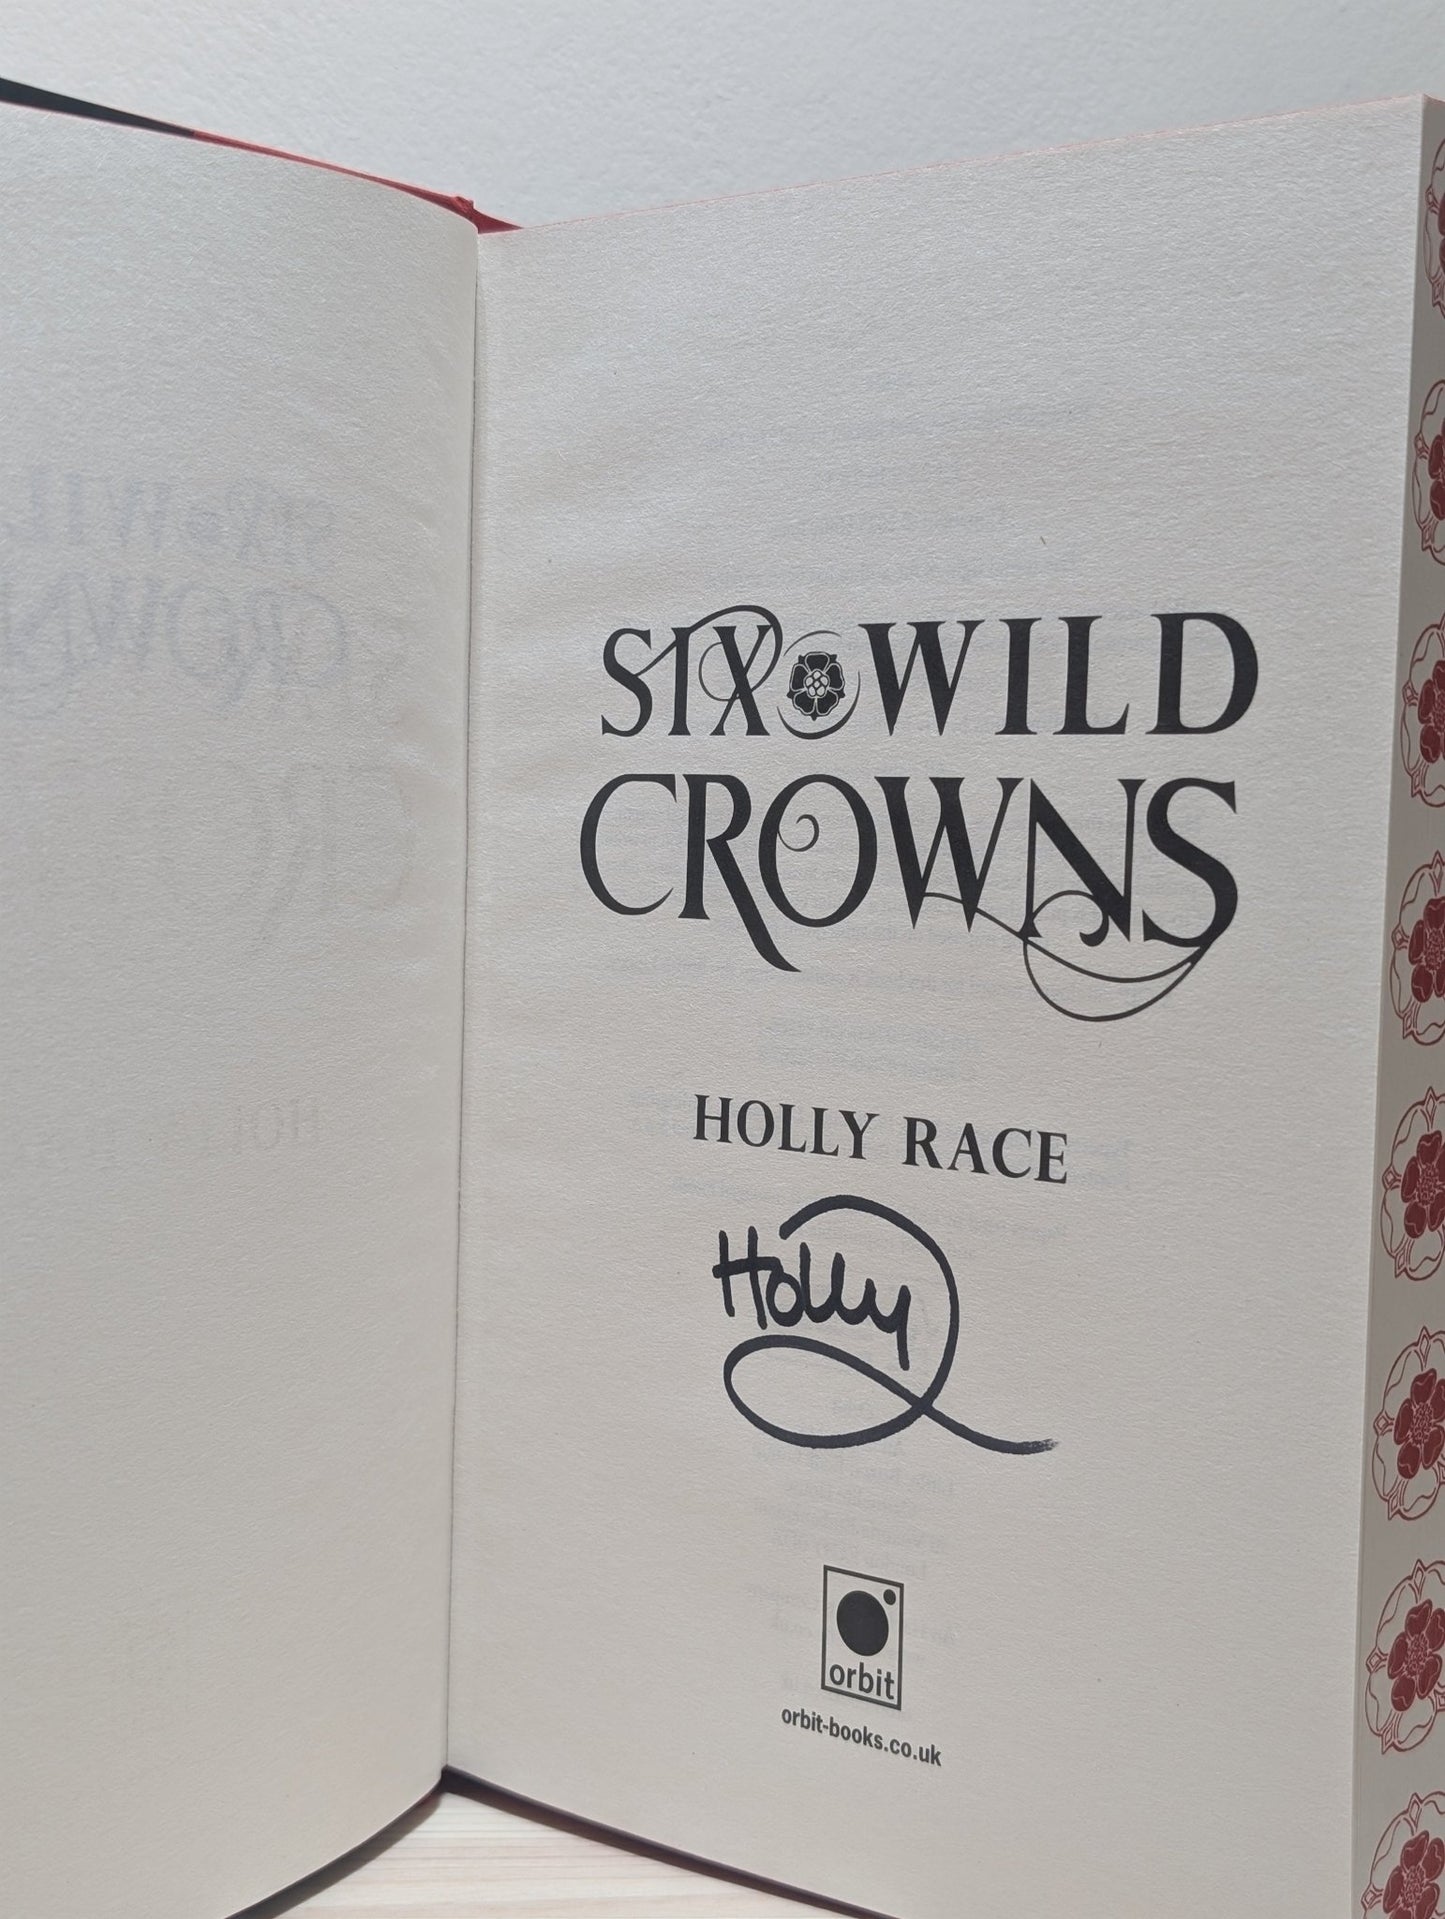 SIX WILD
CROWNS
HOLLY RACE
Holly
orbit
orbit-books.co.uk